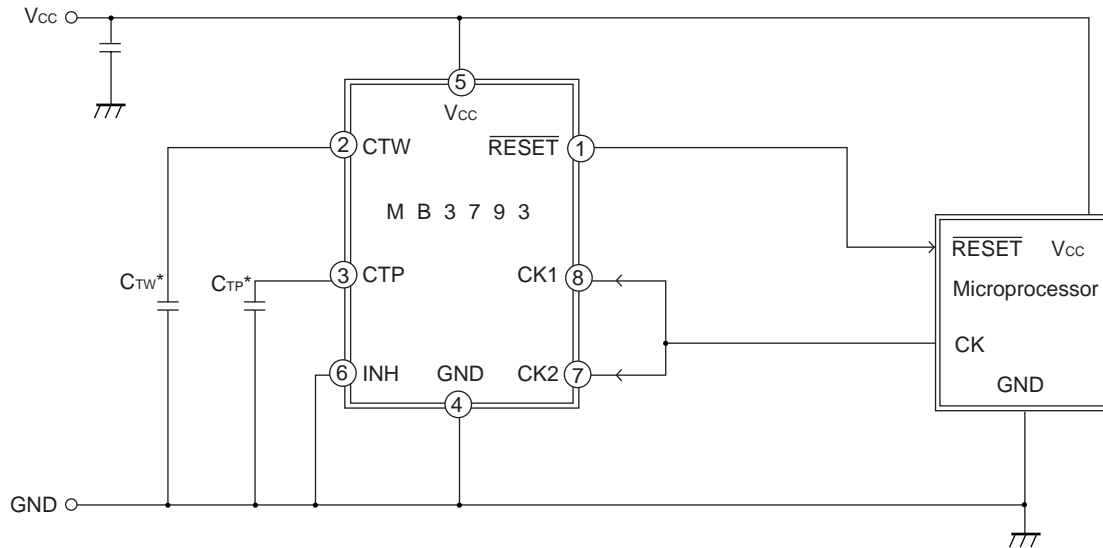 VCC
5
VCC
2 CTW
RESET 1
M B 3 7 9 3
RESET VCC
3 CTP
CK1 8
CTW*
CTP*
Microprocessor
CK
6 INH GND CK2 7
GND
4
GND